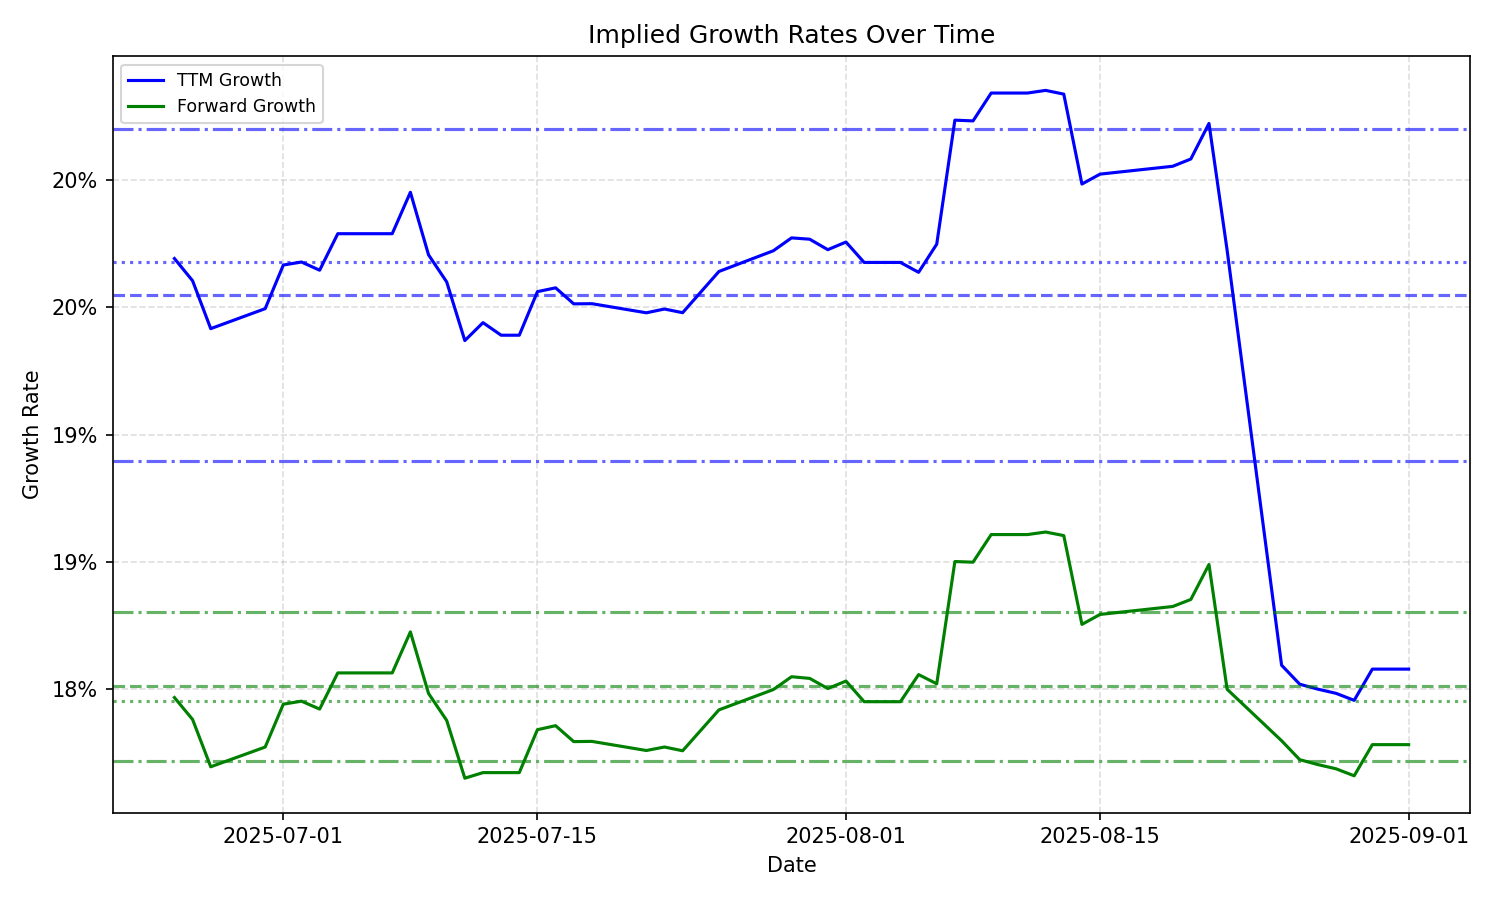 Implied Growth Rates Over Time
TTM Growth
Forward Growth
20%
20%
19%
19%
18%
Growth Rate
2025-07-01
2025-07-15
2025-08-01
2025-08-15
2025-09-01
Date